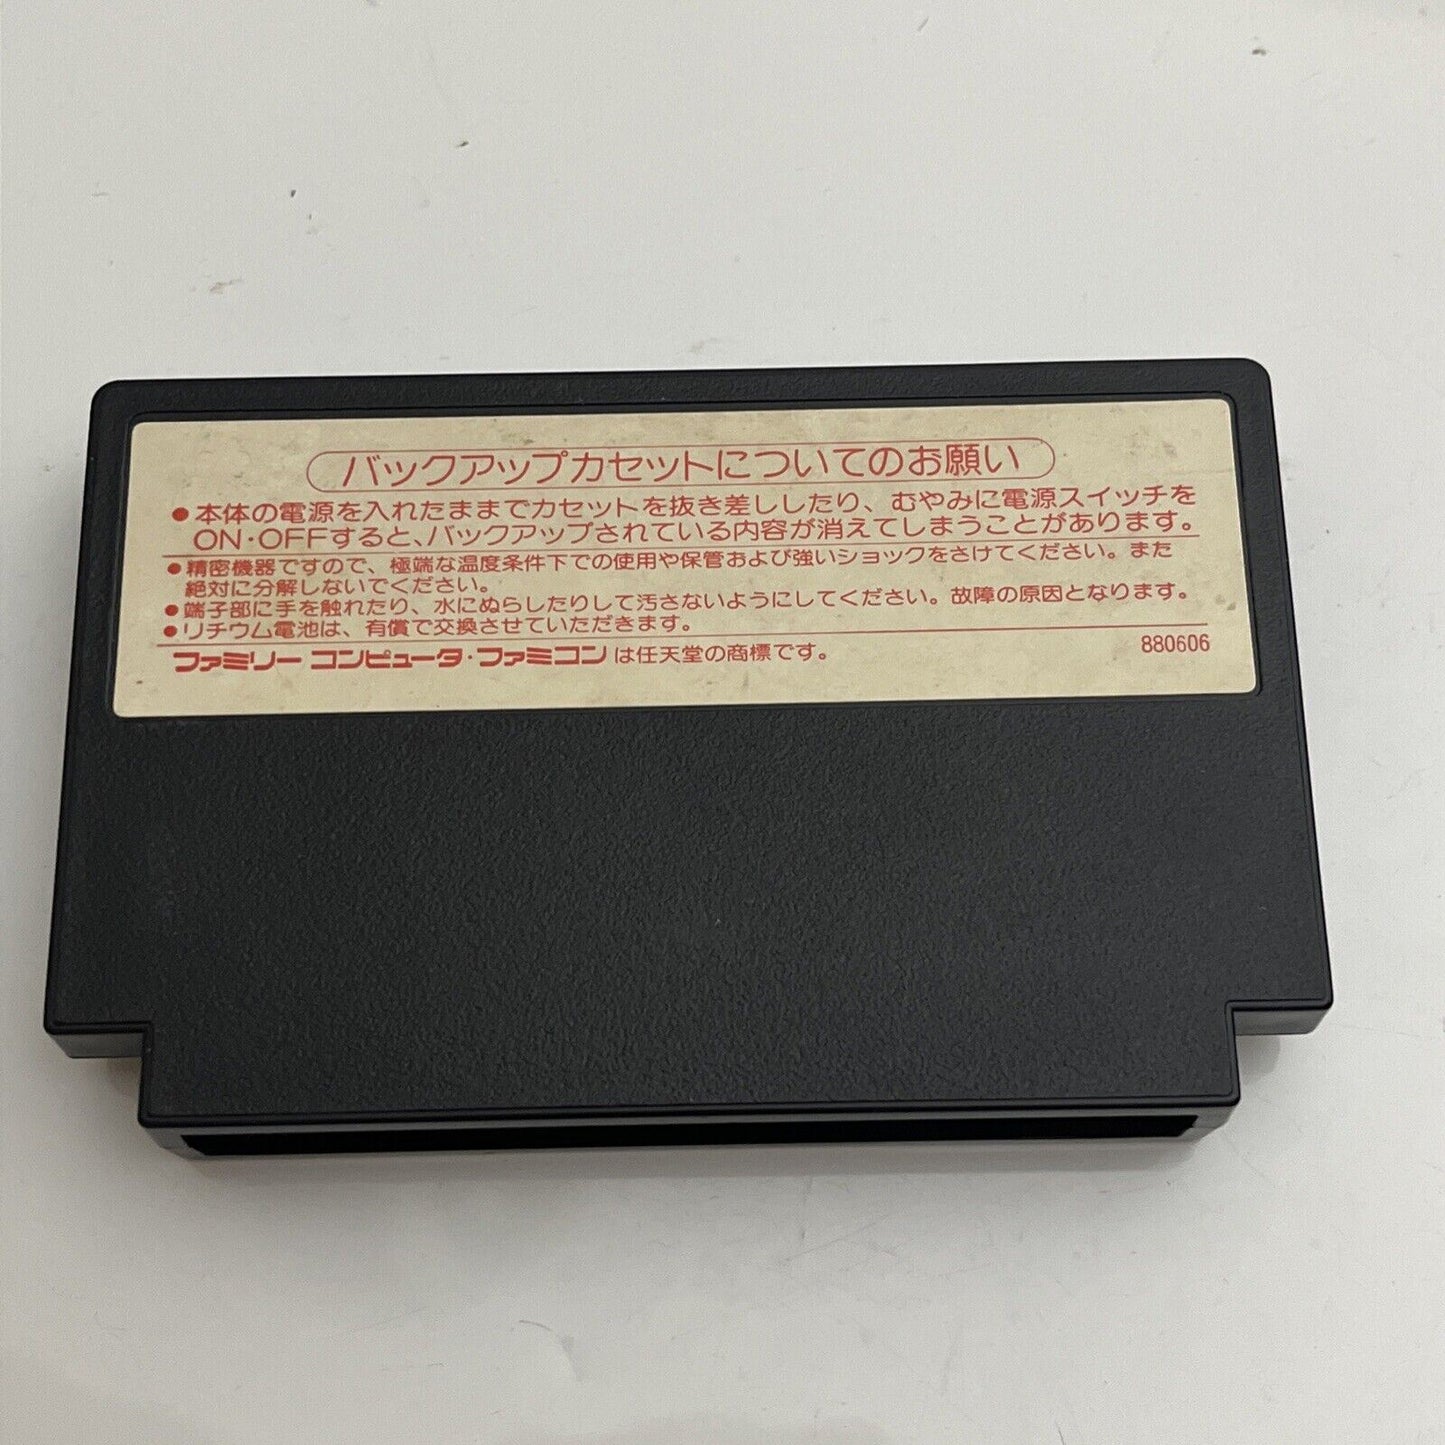 バックアップカセットについてのお願い
●本体の電源を入れたままでカセットを抜き差ししたり、むやみに電源スイッチを
ON・OFFすると、バックアップされている内容が消えてしまうことがあります。
●精密機器ですので、極端な温度条件下での使用や保管および強いショックをさけてください。また
絶対に分解しないでください。
●端子部に手を触れたり、水にぬらしたりして汚さないようにしてください。故障の原因となります。
●リチウム電池は、有償で交換させていただきます。
ファミリー コンピュータ・ファミコンは任天堂の商標です。 880606